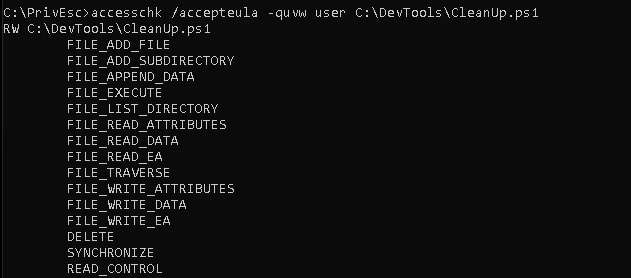 C:\PrivEsc>accesschk /accepteula -quvw user C:\DevTools\CleanUp.ps1
RW C:\DevTools\CleanUp.ps1
FILE_ADD_FILE
FILE_ADD_SUBDIRECTORY
FILE_APPEND_DATA
FILE_EXECUTE
FILE_LIST_DIRECTORY
FILE_READ_ATTRIBUTES
FILE_READ_DATA
FILE_READ_EA
FILE_TRAVERSE
FILE_WRITE_ATTRIBUTES
FILE_WRITE_DATA
FILE_WRITE_EA
DELETE
SYNCHRONIZE
READ_CONTROL